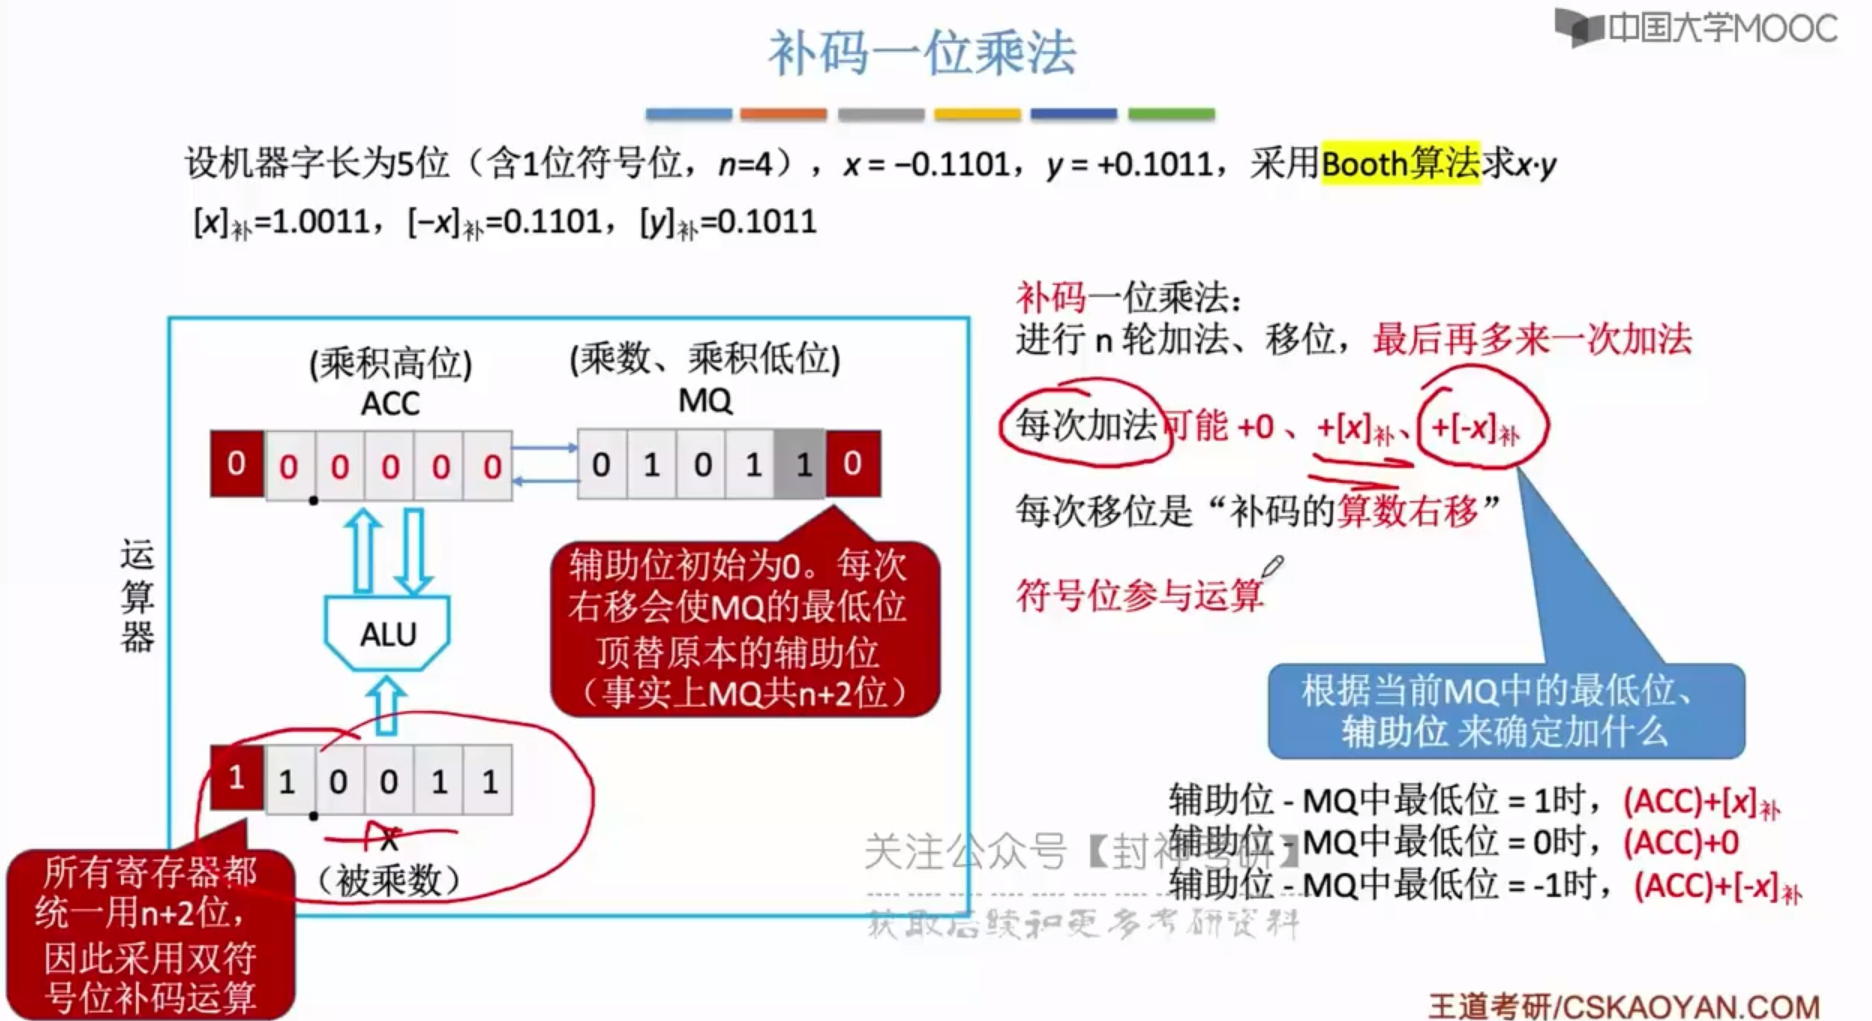 中国大学MOOC
补码一位乘法
设机器字长为5位（含1位符号位，n=4），x = −0.1101，y = +0.1011，采用Booth算法求x·y
[x]补=1.0011，[−x]补=0.1101，[y]补=0.1011
补码一位乘法：
进行 n 轮加法、移位，最后再多来一次加法
每次加法可能 +0 、+[x]补、+[-x]补
每次移位是“补码的算数右移”
符号位参与运算
根据当前MQ中的最低位、
辅助位 来确定加什么
辅助位 - MQ中最低位 = 1时，(ACC)+[x]补
辅助位 - MQ中最低位 = 0时，(ACC)+0
辅助位 - MQ中最低位 = -1时，(ACC)+[-x]补
(乘积高位)
ACC
(乘数、乘积低位)
MQ
0 0 0 0 0 0
0 1 0 1 1 0
运算器
ALU
辅助位初始为0。每次
右移会使MQ的最低位
顶替原本的辅助位
（事实上MQ共n+2位）
1 1 0 0 1 1
x
（被乘数）
所有寄存器都
统一用n+2位，
因此采用双符
号位补码运算
关注公众号【封神考研】
获取后续和更多考研资料
王道考研/CSKAOYAN.COM